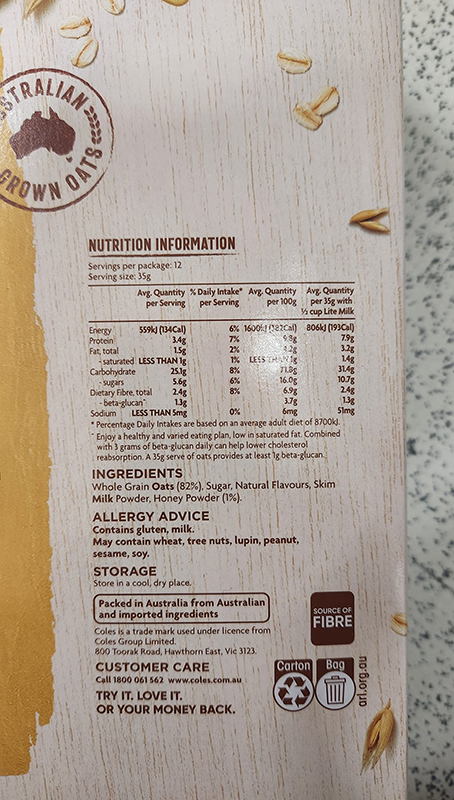 AUSTRALIAN
GROWN OATS
NUTRITION INFORMATION
Servings per package: 12
Serving size: 35g
Avg. Quantity per Serving % Daily Intake* per Serving Avg. Quantity per 100g Avg. Quantity per 35g with ½ cup Lite Milk
Energy 559kJ (134Cal) 6% 1600kJ (382Cal) 806kJ (193Cal)
Protein 3.4g 7% 9.8g 7.9g
Fat, total 1.5g 2% 4.2g 3.2g
- saturated LESS THAN 1g 1% LESS THAN 1g 1.4g
Carbohydrate 25.1g 8% 71.8g 31.4g
- sugars 5.6g 6% 16.0g 10.7g
Dietary Fibre, total 2.4g 8% 6.9g 2.4g
- beta-glucan^ 1.3g 3.7g 1.3g
Sodium LESS THAN 5mg 0% 6mg 51mg
* Percentage Daily Intakes are based on an average adult diet of 8700kJ.
^ Enjoy a healthy and varied eating plan, low in saturated fat. Combined
with 3 grams of beta-glucan daily can help lower cholesterol
reabsorption. A 35g serve of oats provides at least 1g beta-glucan.
INGREDIENTS
Whole Grain Oats (82%), Sugar, Natural Flavours, Skim
Milk Powder, Honey Powder (1%).
ALLERGY ADVICE
Contains gluten, milk.
May contain wheat, tree nuts, lupin, peanut,
sesame, soy.
STORAGE
Store in a cool, dry place.
Packed in Australia from Australian
and imported ingredients
Coles is a trade mark used under licence from
Coles Group Limited.
800 Toorak Road, Hawthorn East, Vic 3123.
CUSTOMER CARE
Call 1800 061 562 www.coles.com.au
TRY IT. LOVE IT.
OR YOUR MONEY BACK.
SOURCE OF
FIBRE
Carton Bag
arl.org.au